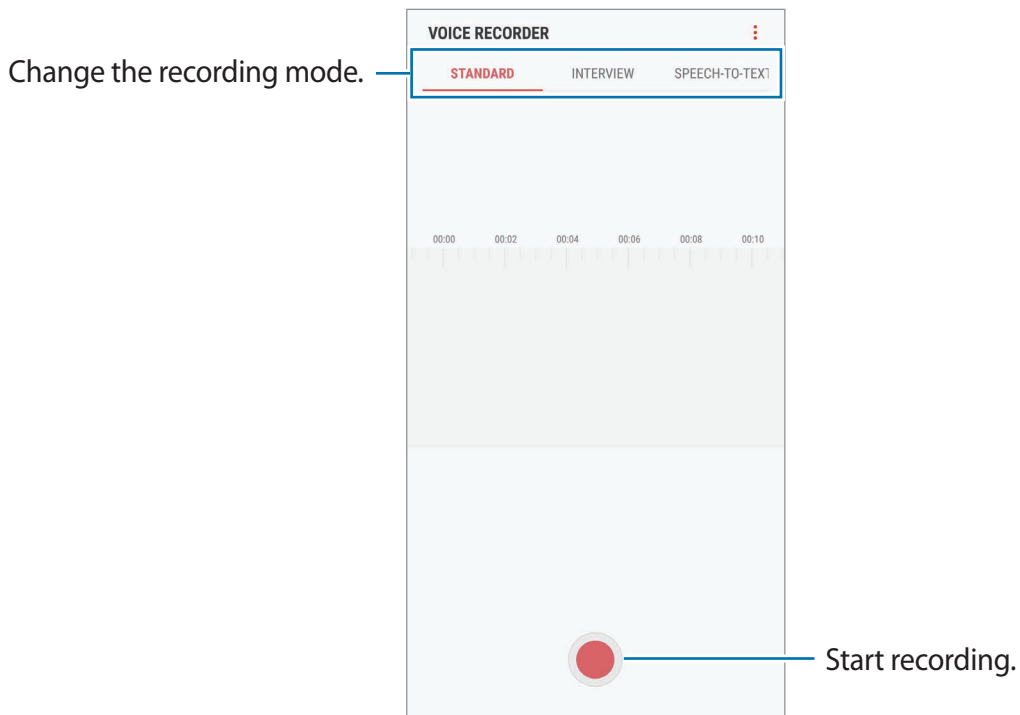 VOICE RECORDER
Change the recording mode.
STANDARD INTERVIEW SPEECH-TO-TEXT
00:00 00:02 00:04 00:06 00:08 00:10
Start recording.